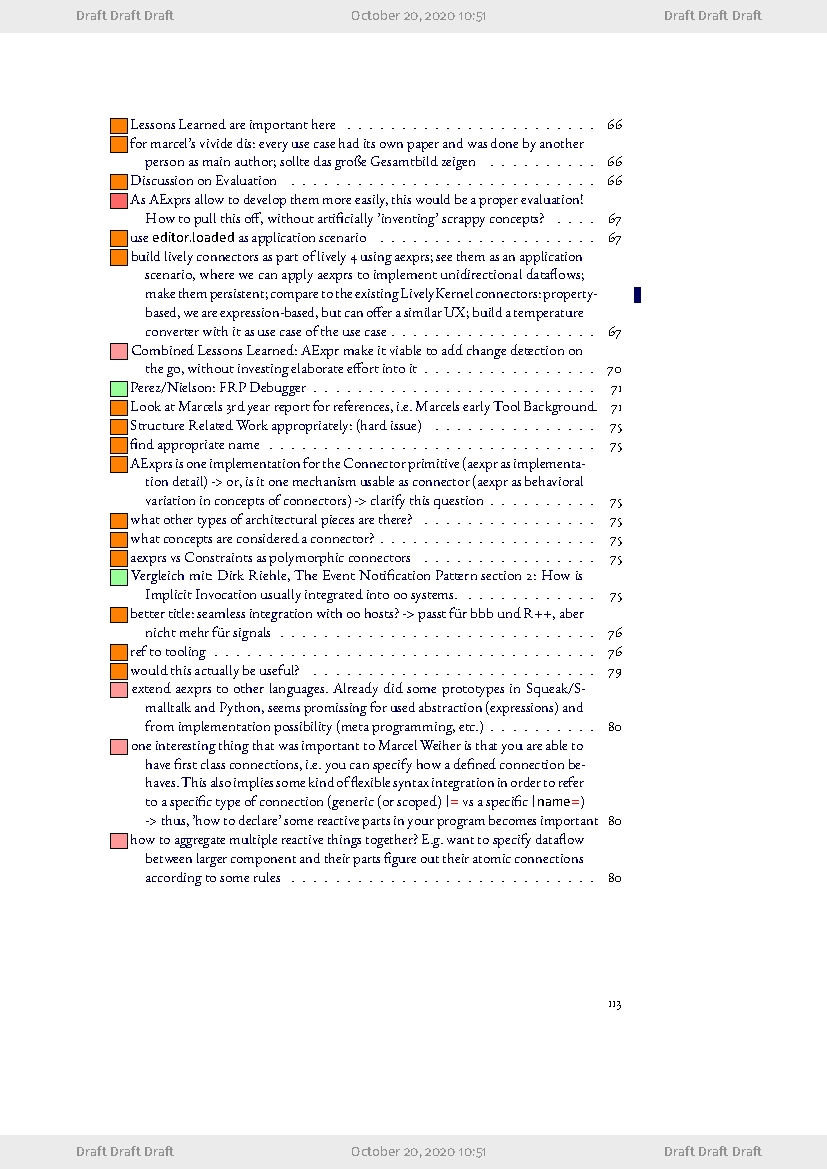 Draft Draft Draft October 20, 2020 10:51 Draft Draft Draft
Lessons Learned are important here . . . . . . . . . . . . . . . . . . . . . . . 66
for marcel's vivide dis: every use case had its own paper and was done by another
person as main author; sollte das große Gesamtbild zeigen . . . . . . . . . . 66
Discussion on Evaluation . . . . . . . . . . . . . . . . . . . . . . . . . . . . 66
As AExprs allow to develop them more easily, this would be a proper evaluation!
How to pull this off, without artificially 'inventing' scrappy concepts? . . . . 67
use editor.loaded as application scenario . . . . . . . . . . . . . . . . . . . . 67
build lively connectors as part of lively 4 using aexprs; see them as an application
scenario, where we can apply aexprs to implement unidirectional dataflows;
make them persistent; compare to the existing Lively Kernel connectors: property-
based, we are expression-based, but can offer a similar UX; build a temperature
converter with it as use case of the use case . . . . . . . . . . . . . . . . . . . 67
Combined Lessons Learned: AExpr make it viable to add change detection on
the go, without investing elaborate effort into it . . . . . . . . . . . . . . . . 70
Perez/Nielson: FRP Debugger . . . . . . . . . . . . . . . . . . . . . . . . . . 71
Look at Marcels 3rd year report for references, i.e. Marcels early Tool Background. 71
Structure Related Work appropriately: (hard issue) . . . . . . . . . . . . . . . 75
find appropriate name . . . . . . . . . . . . . . . . . . . . . . . . . . . . . . 75
AExprs is one implementation for the Connector primitive (aexpr as implementa-
tion detail) -> or, is it one mechanism usable as connector (aexpr as behavioral
variation in concepts of connectors) -> clarify this question . . . . . . . . . . 75
what other types of architectural pieces are there? . . . . . . . . . . . . . . . . 75
what concepts are considered a connector? . . . . . . . . . . . . . . . . . . . . 75
aexprs vs Constraints as polymorphic connectors . . . . . . . . . . . . . . . . 75
Vergleich mit: Dirk Riehle, The Event Notification Pattern section 2: How is
Implicit Invocation usually integrated into oo systems. . . . . . . . . . . . . 75
better title: seamless integration with oo hosts? -> passt für bbb und R++, aber
nicht mehr für signals . . . . . . . . . . . . . . . . . . . . . . . . . . . . . 76
ref to tooling . . . . . . . . . . . . . . . . . . . . . . . . . . . . . . . . . . . 76
would this actually be useful? . . . . . . . . . . . . . . . . . . . . . . . . . . 79
extend aexprs to other languages. Already did some prototypes in Squeak/S-
malltalk and Python, seems promissing for used abstraction (expressions) and
from implementation possibility (meta programming, etc.) . . . . . . . . . . 80
one interesting thing that was important to Marcel Weiher is that you are able to
have first class connections, i.e. you can specify how a defined connection be-
haves. This also implies some kind of flexible syntax integration in order to refer
to a specific type of connection (generic (or scoped) |= vs a specific |name=)
-> thus, 'how to declare' some reactive parts in your program becomes important 80
how to aggregate multiple reactive things together? E.g. want to specify dataflow
between larger component and their parts figure out their atomic connections
according to some rules . . . . . . . . . . . . . . . . . . . . . . . . . . . . 80
113
Draft Draft Draft October 20, 2020 10:51 Draft Draft Draft